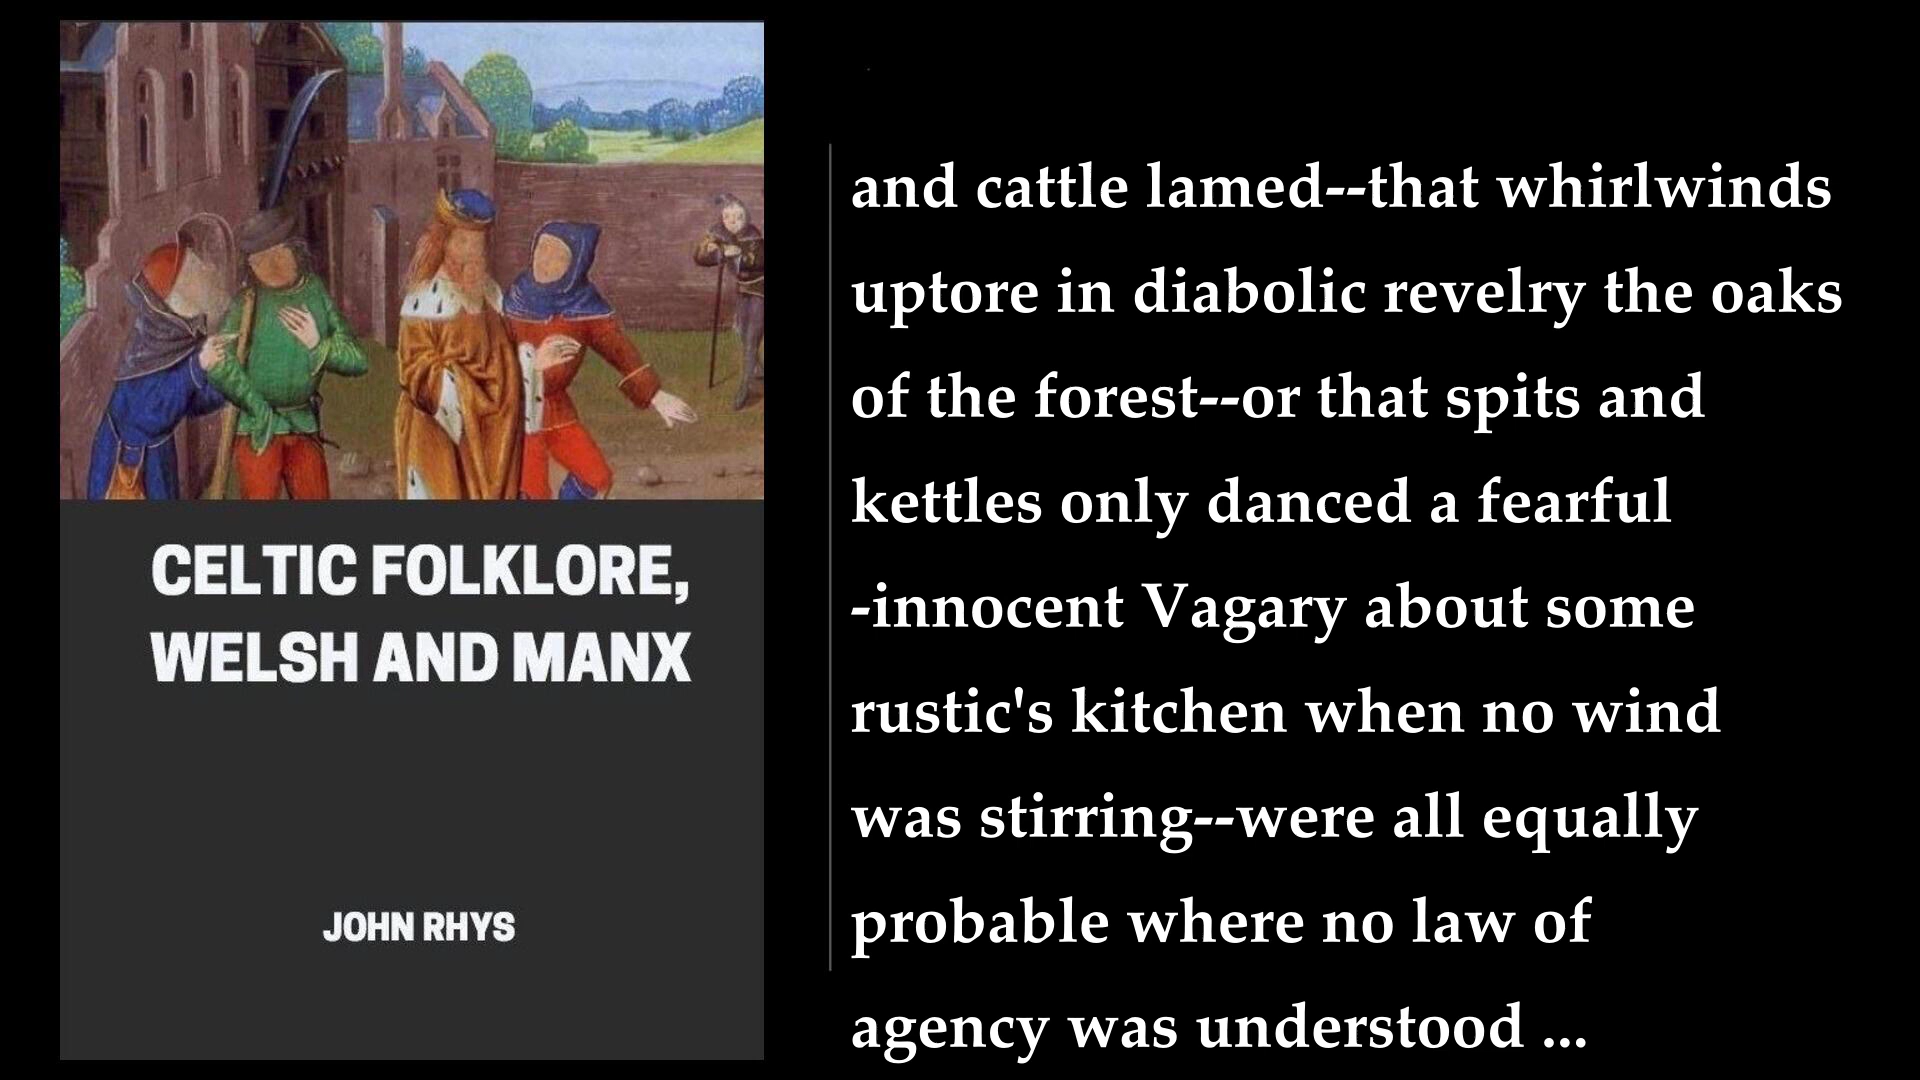 CELTIC FOLKLORE,
WELSH AND MANX
JOHN RHYS
and cattle lamed--that whirlwinds
uptore in diabolic revelry the oaks
of the forest--or that spits and
kettles only danced a fearful
-innocent Vagary about some
rustic's kitchen when no wind
was stirring--were all equally
probable where no law of
agency was understood ...